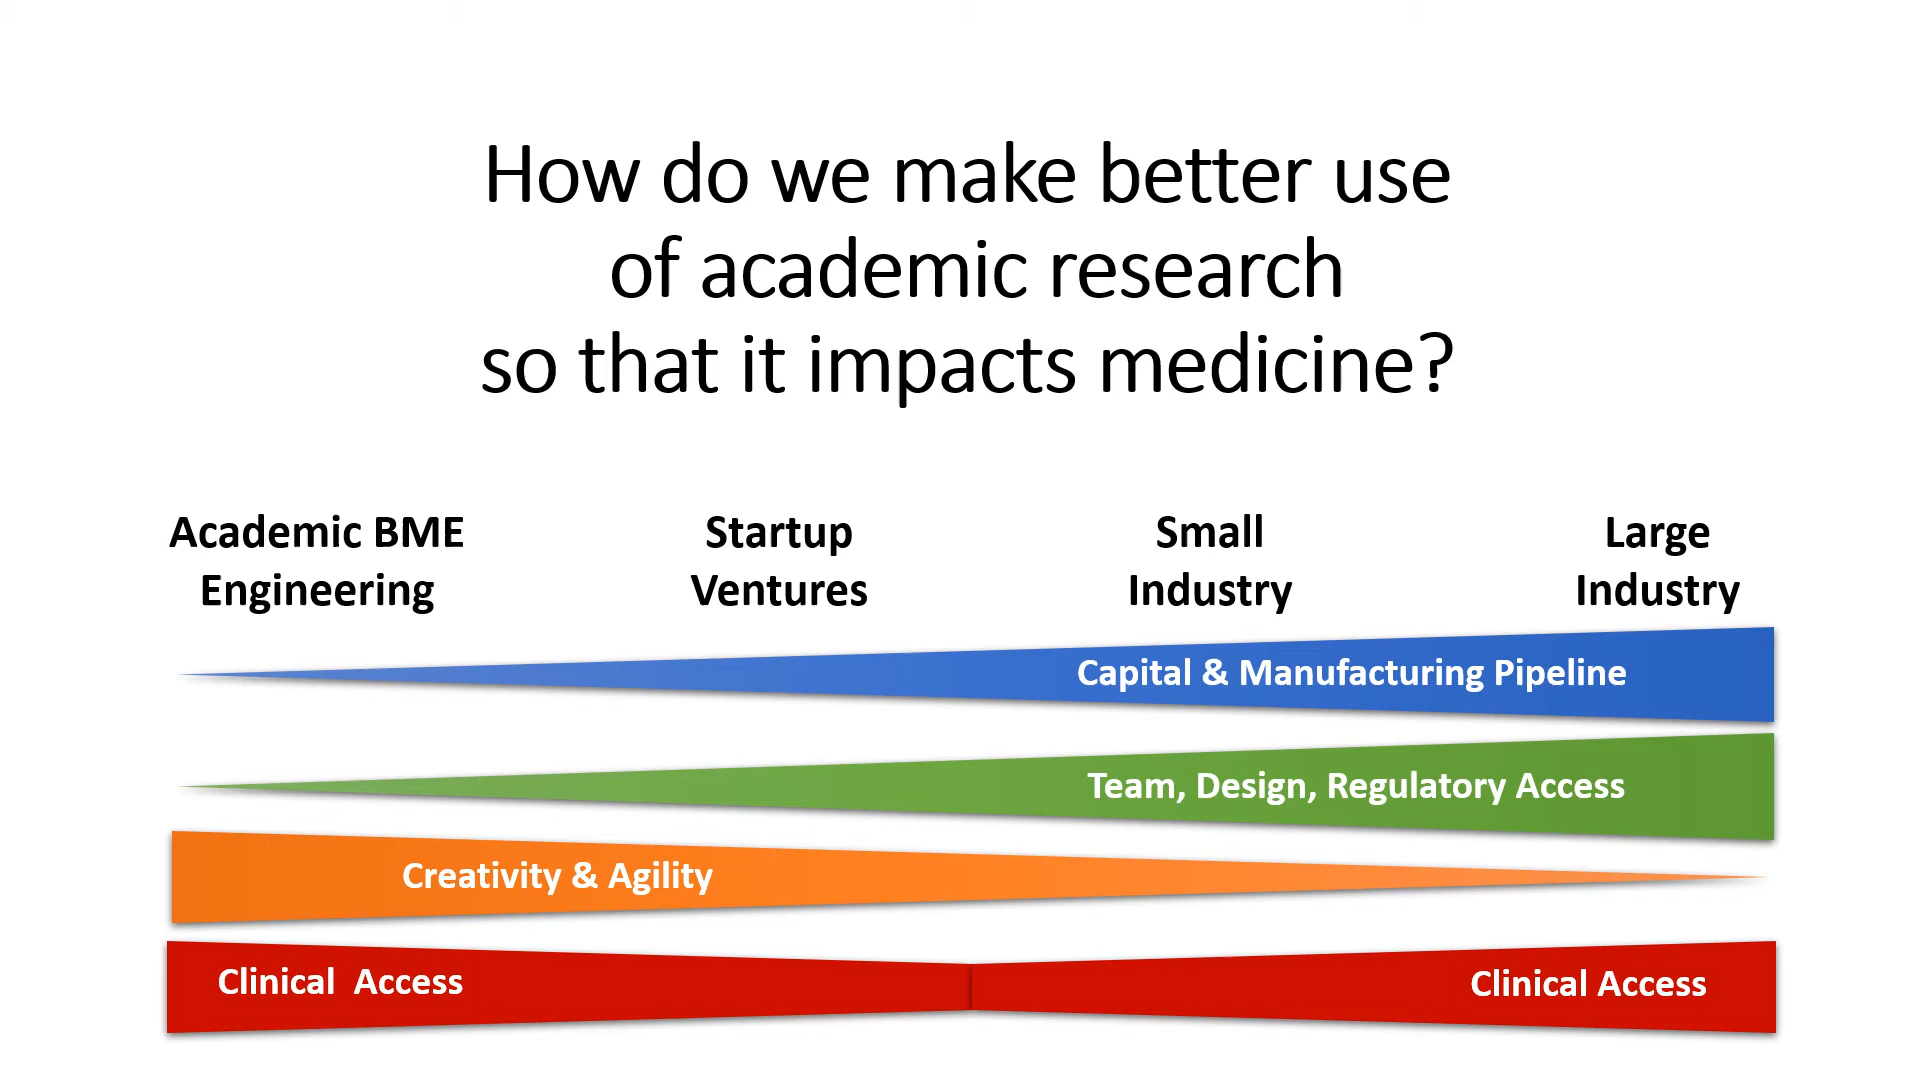 How do we make better use
of academic research
so that it impacts medicine?
Academic BME
Engineering
Startup
Ventures
Small
Industry
Large
Industry
Capital & Manufacturing Pipeline
Team, Design, Regulatory Access
Creativity & Agility
Clinical  Access
Clinical Access